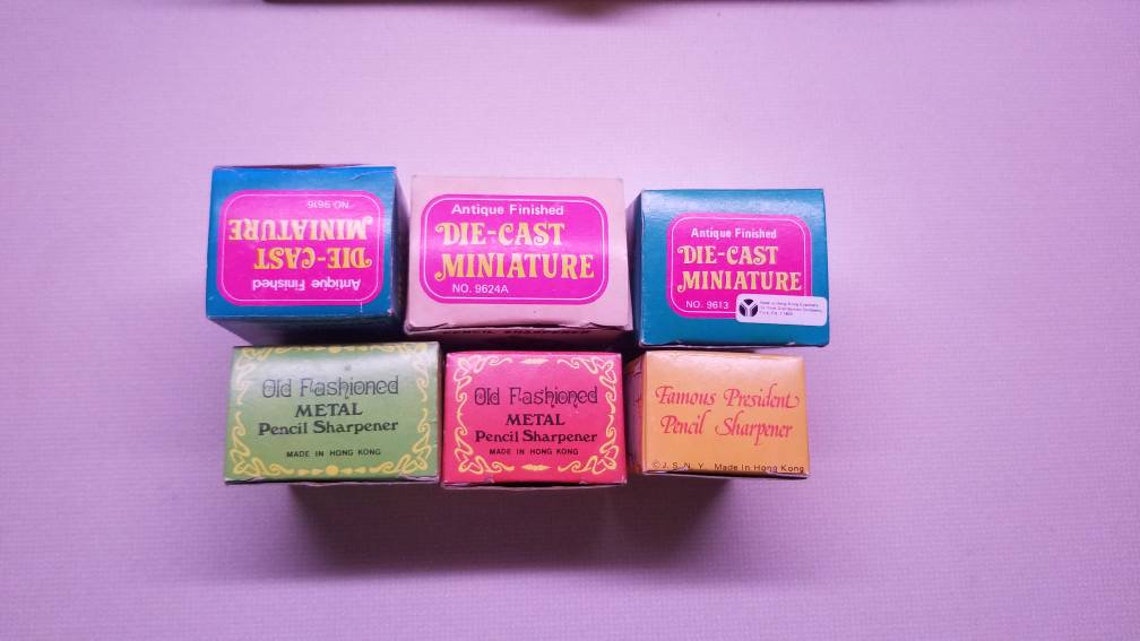 Antique Finished
DIE-CAST
MINIATURE
NO. 9616
Antique Finished
DIE-CAST
MINIATURE
NO. 9624A
Antique Finished
DIE-CAST
MINIATURE
NO. 9613
Old Fashioned
METAL
Pencil Sharpener
MADE IN HONG KONG
Old Fashioned
METAL
Pencil Sharpener
MADE IN HONG KONG
Famous President
Pencil Sharpener
© J.S.N.Y. Made In Hong Kong